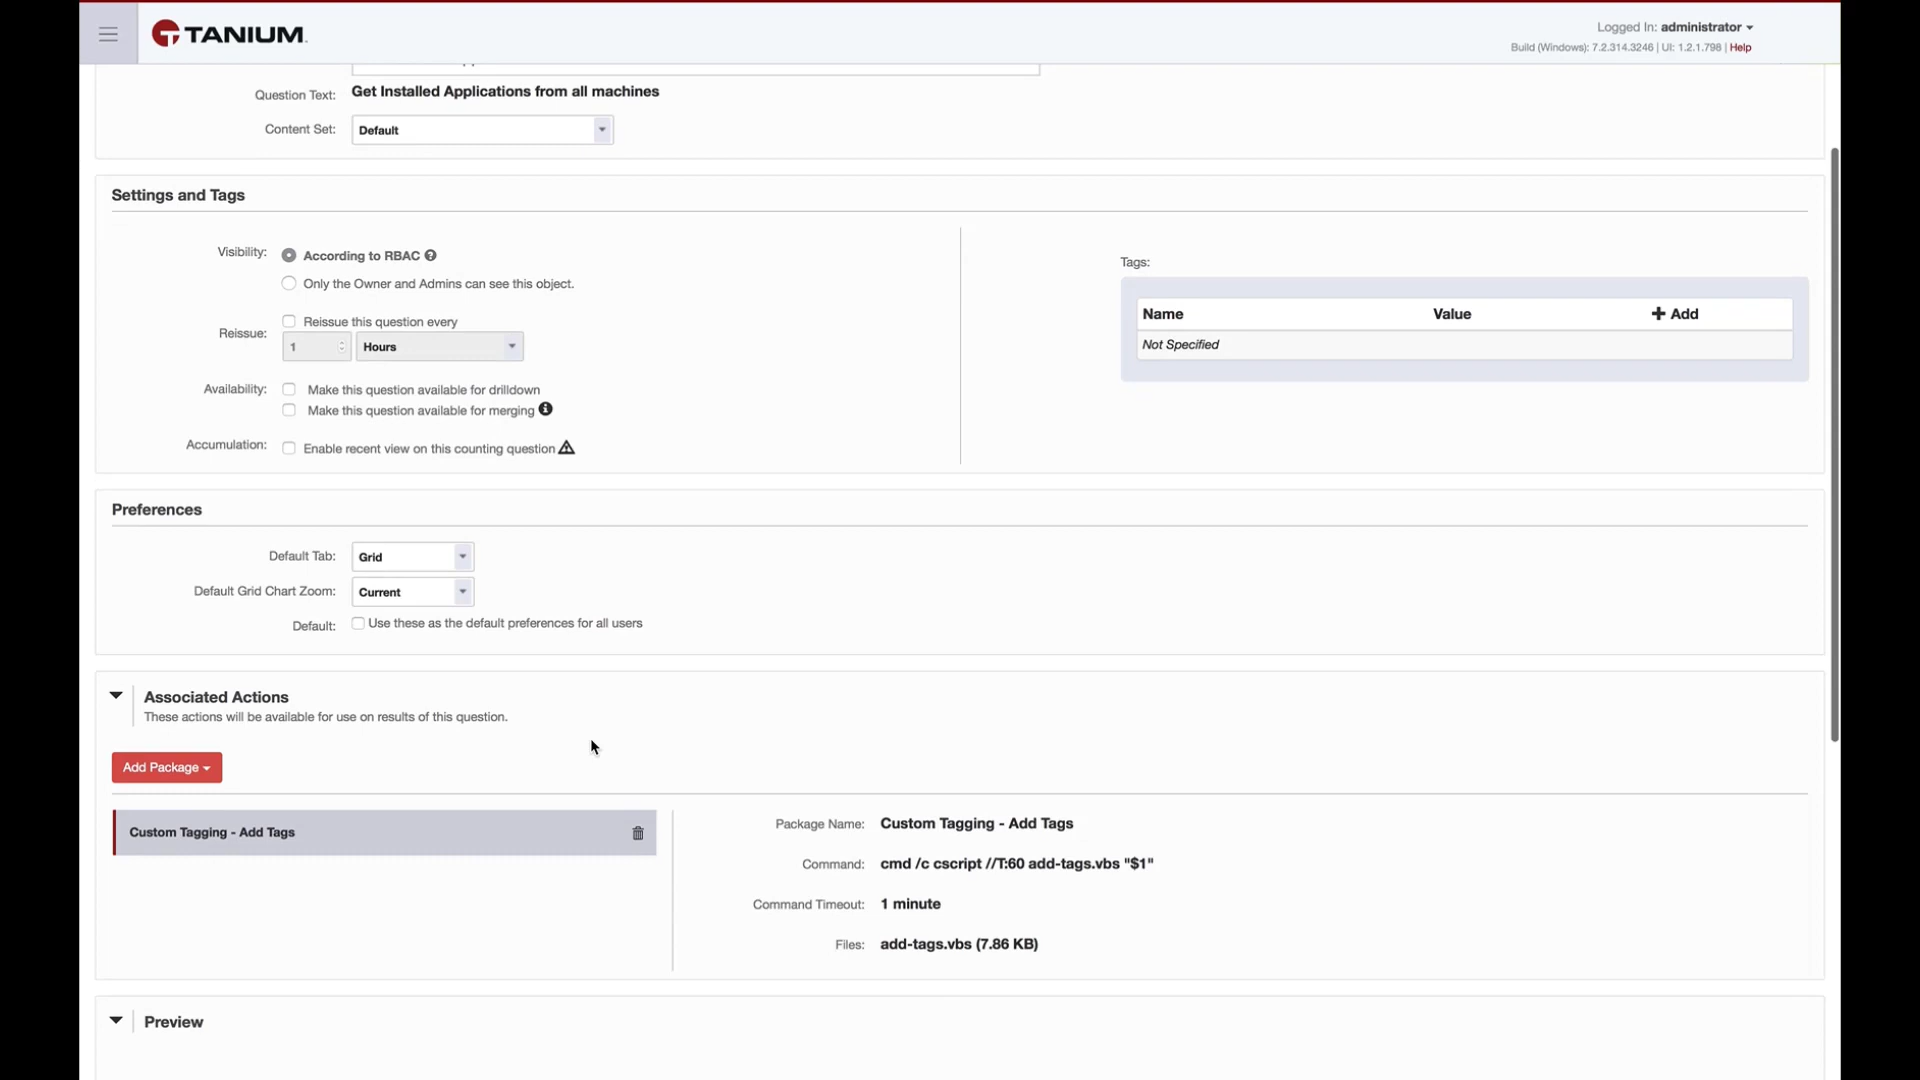 TANIUM
Logged In: administrator
Build (Windows): 7.2.314.3246 | UI: 1.2.1.798 | Help
Question Text: Get Installed Applications from all machines
Content Set: Default
Settings and Tags
Visibility: According to RBAC
Only the Owner and Admins can see this object.
Reissue: Reissue this question every
1 Hours
Availability: Make this question available for drilldown
Make this question available for merging
Accumulation: Enable recent view on this counting question
Tags:
Name Value Add
Not Specified
Preferences
Default Tab: Grid
Default Grid Chart Zoom: Current
Default: Use these as the default preferences for all users
Associated Actions
These actions will be available for use on results of this question.
Add Package
Custom Tagging - Add Tags
Package Name: Custom Tagging - Add Tags
Command: cmd /c cscript //T:60 add-tags.vbs "$1"
Command Timeout: 1 minute
Files: add-tags.vbs (7.86 KB)
Preview